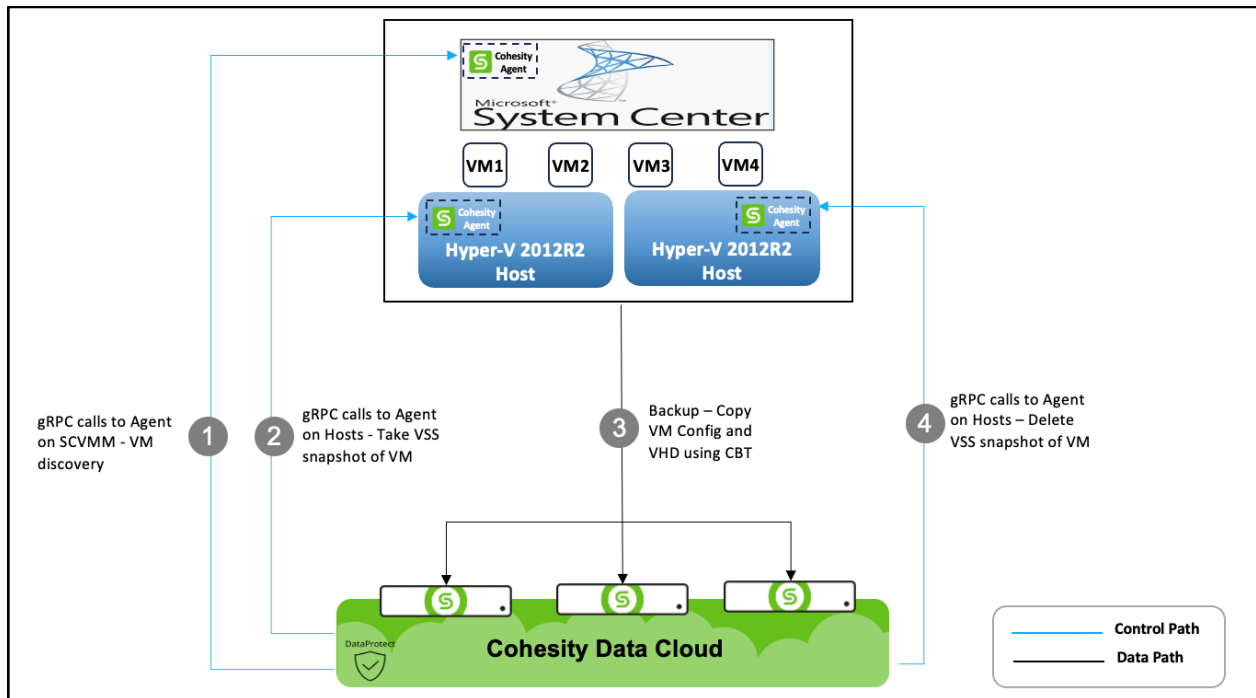 Cohesity
Agent
Microsoft®
System Center™
VM1
VM2
VM3
VM4
Cohesity
Agent
Hyper-V 2012R2
Host
Cohesity
Agent
Hyper-V 2012R2
Host
gRPC calls to Agent
on SCVMM - VM
discovery
1
2
gRPC calls to Agent
on Hosts - Take VSS
snapshot of VM
3
Backup – Copy
VM Config and
VHD using CBT
4
gRPC calls to Agent
on Hosts – Delete
VSS snapshot of VM
DataProtect
Cohesity Data Cloud
Control Path
Data Path